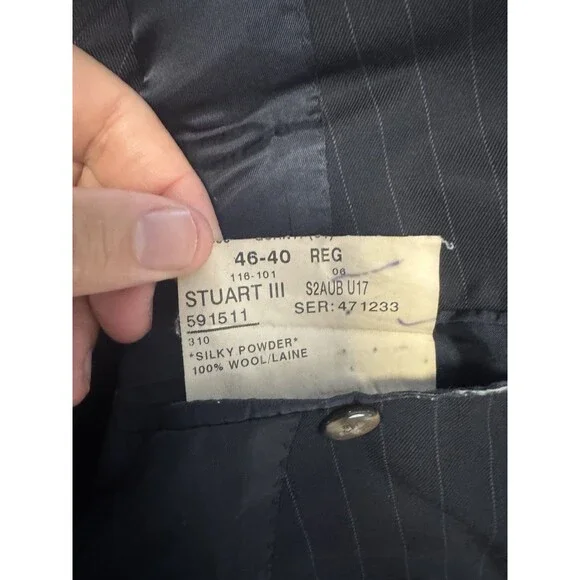 46-40 REG
116-101 06
STUART III S2AUB U17
591511 SER: 471233
310
*SILKY POWDER*
100% WOOL/LAINE